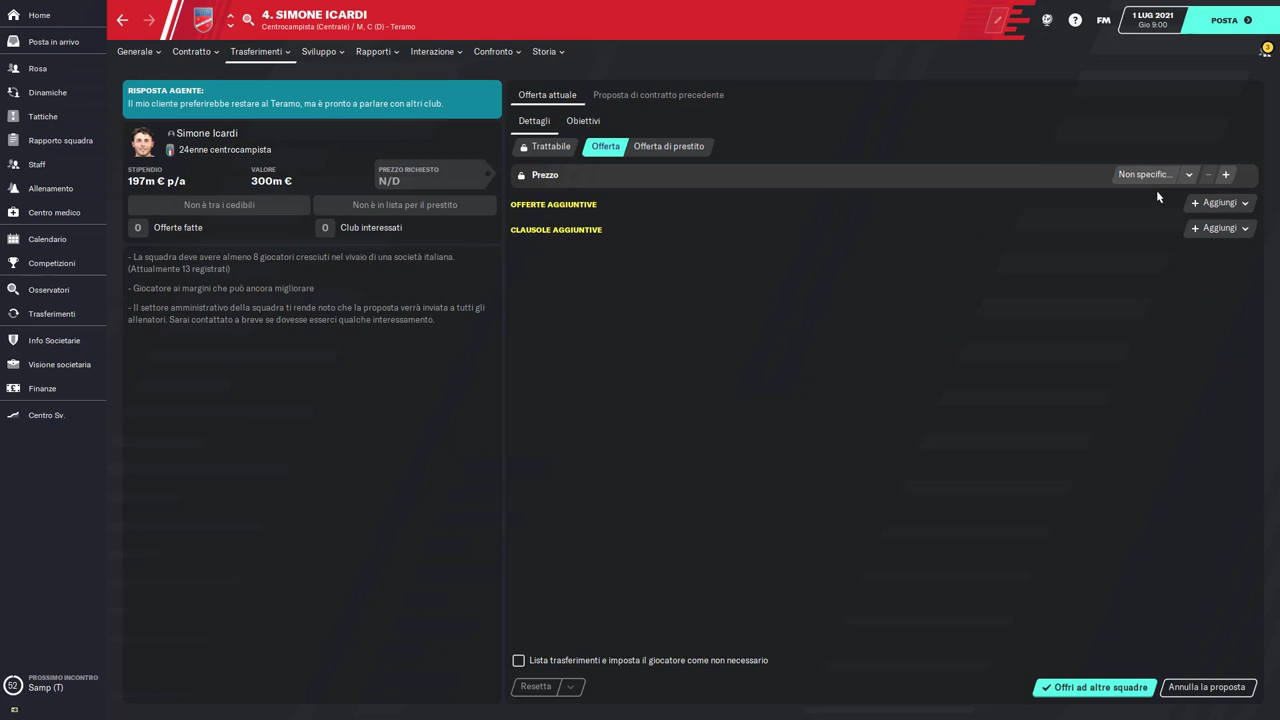 Home
Posta in arrivo
Rosa
Dinamiche
Tattiche
Rapporto squadra
Staff
Allenamento
Centro medico
Calendario
Competizioni
Osservatori
Trasferimenti
Info Societarie
Visione societaria
Finanze
Centro Sv.
52
PROSSIMO INCONTRO
Samp (T)
4. SIMONE ICARDI
Centrocampista (Centrale) / M, C (D) - Teramo
FM
1 LUG 2021
Gio 9:00
POSTA
3
Generale
Contratto
Trasferimenti
Sviluppo
Rapporti
Interazione
Confronto
Storia
RISPOSTA AGENTE:
Il mio cliente preferirebbe restare al Teramo, ma è pronto a parlare con altri club.
Simone Icardi
24enne centrocampista
STIPENDIO
197m € p/a
VALORE
300m €
PREZZO RICHIESTO
N/D
Non è tra i cedibili
Non è in lista per il prestito
0 Offerte fatte
0 Club interessati
- La squadra deve avere almeno 8 giocatori cresciuti nel vivaio di una società italiana.
(Attualmente 13 registrati)
- Giocatore ai margini che può ancora migliorare
- Il settore amministrativo della squadra ti rende noto che la proposta verrà inviata a tutti gli
allenatori. Sarai contattato a breve se dovesse esserci qualche interessamento.
Offerta attuale
Proposta di contratto precedente
Dettagli
Obiettivi
Trattabile
Offerta
Offerta di prestito
Prezzo
Non specific...
OFFERTE AGGIUNTIVE
Aggiungi
CLAUSOLE AGGIUNTIVE
Aggiungi
Lista trasferimenti e imposta il giocatore come non necessario
Resetta
Offri ad altre squadre
Annulla la proposta